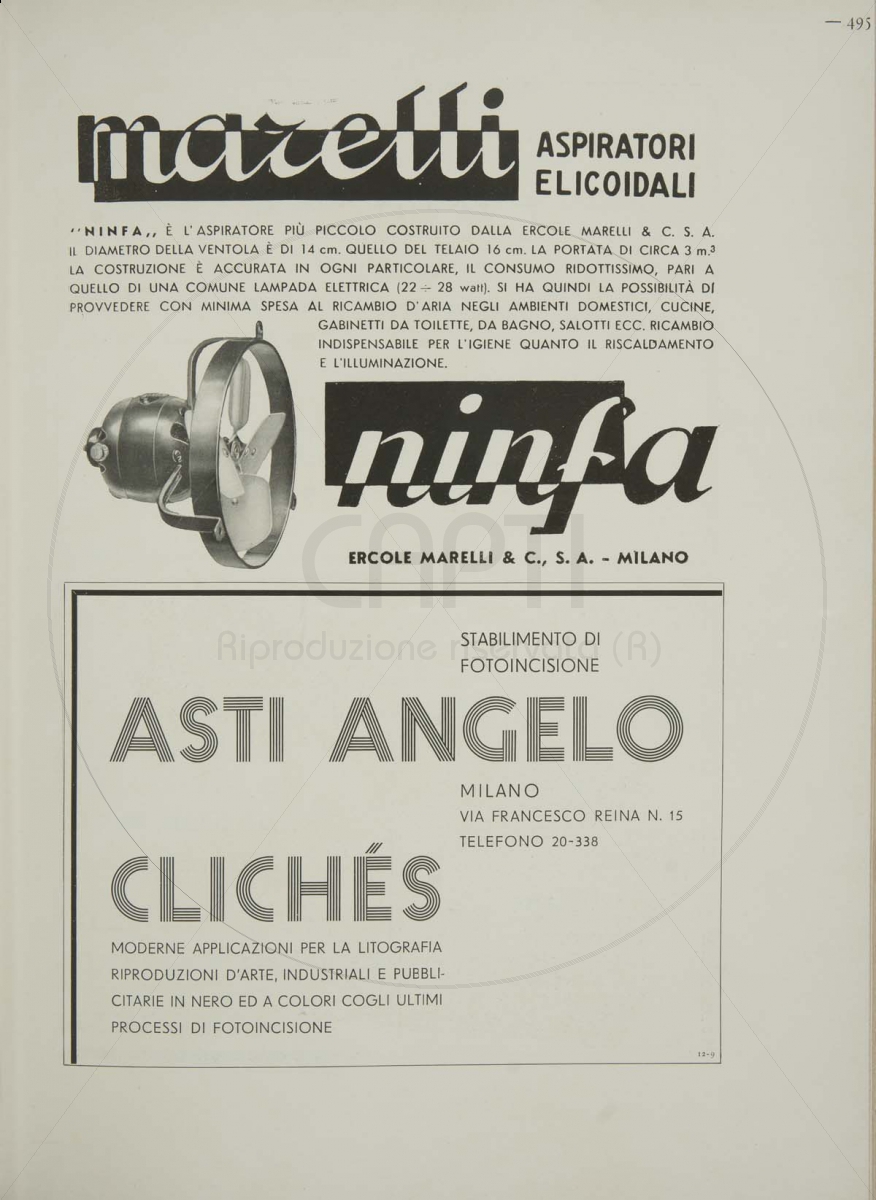 — 495
marelli
ASPIRATORI
ELICOIDALI
‘‘NINFA,, È L'ASPIRATORE PIÙ PICCOLO COSTRUITO DALLA ERCOLE MARELLI & C. S. A.
IL DIAMETRO DELLA VENTOLA È DI 14 cm. QUELLO DEL TELAIO 16 cm. LA PORTATA DI CIRCA 3 m.³
LA COSTRUZIONE È ACCURATA IN OGNI PARTICOLARE, IL CONSUMO RIDOTTISSIMO, PARI A
QUELLO DI UNA COMUNE LAMPADA ELETTRICA (22 ÷ 28 watt). SI HA QUINDI LA POSSIBILITÀ DI
PROVVEDERE CON MINIMA SPESA AL RICAMBIO D'ARIA NEGLI AMBIENTI DOMESTICI, CUCINE,
GABINETTI DA TOILETTE, DA BAGNO, SALOTTI ECC. RICAMBIO
INDISPENSABILE PER L'IGIENE QUANTO IL RISCALDAMENTO
E L'ILLUMINAZIONE.
ninfa
ERCOLE MARELLI & C., S. A. - MILANO
CAPTI
Riproduzione riservata (R)
STABILIMENTO DI
FOTOINCISIONE
ASTI ANGELO
MILANO
VIA FRANCESCO REINA N. 15
TELEFONO 20-338
CLICHÉS
MODERNE APPLICAZIONI PER LA LITOGRAFIA
RIPRODUZIONI D'ARTE, INDUSTRIALI E PUBBLI-
CITARIE IN NERO ED A COLORI COGLI ULTIMI
PROCESSI DI FOTOINCISIONE
12-9